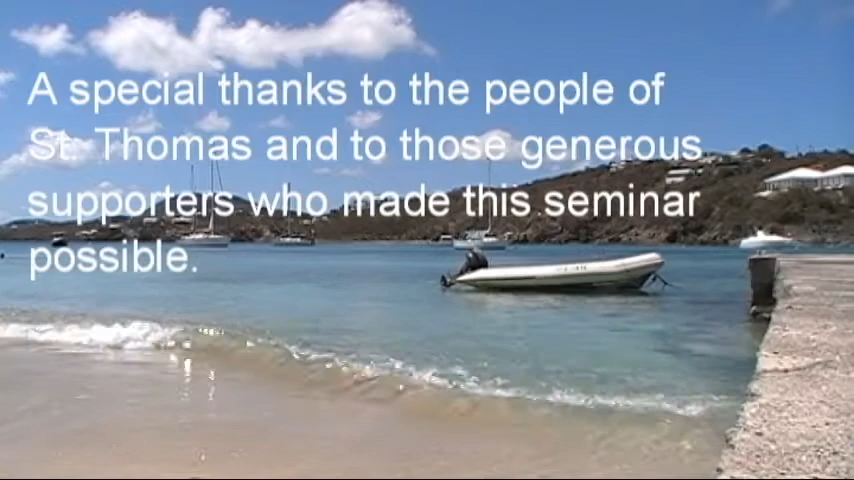 A special thanks to the people of
St. Thomas and to those generous
supporters who made this seminar
possible.